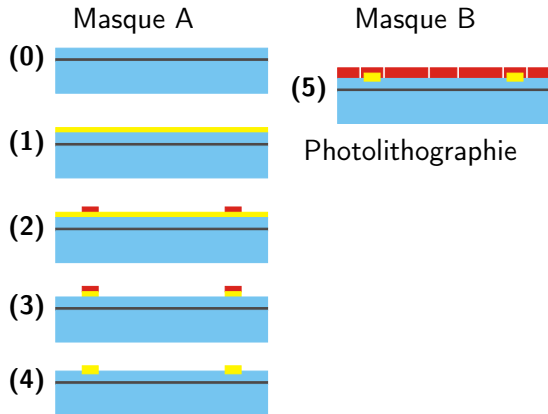 Masque A
(0)
(1)
(2)
(3)
(4)
Masque B
(5)
Photolithographie